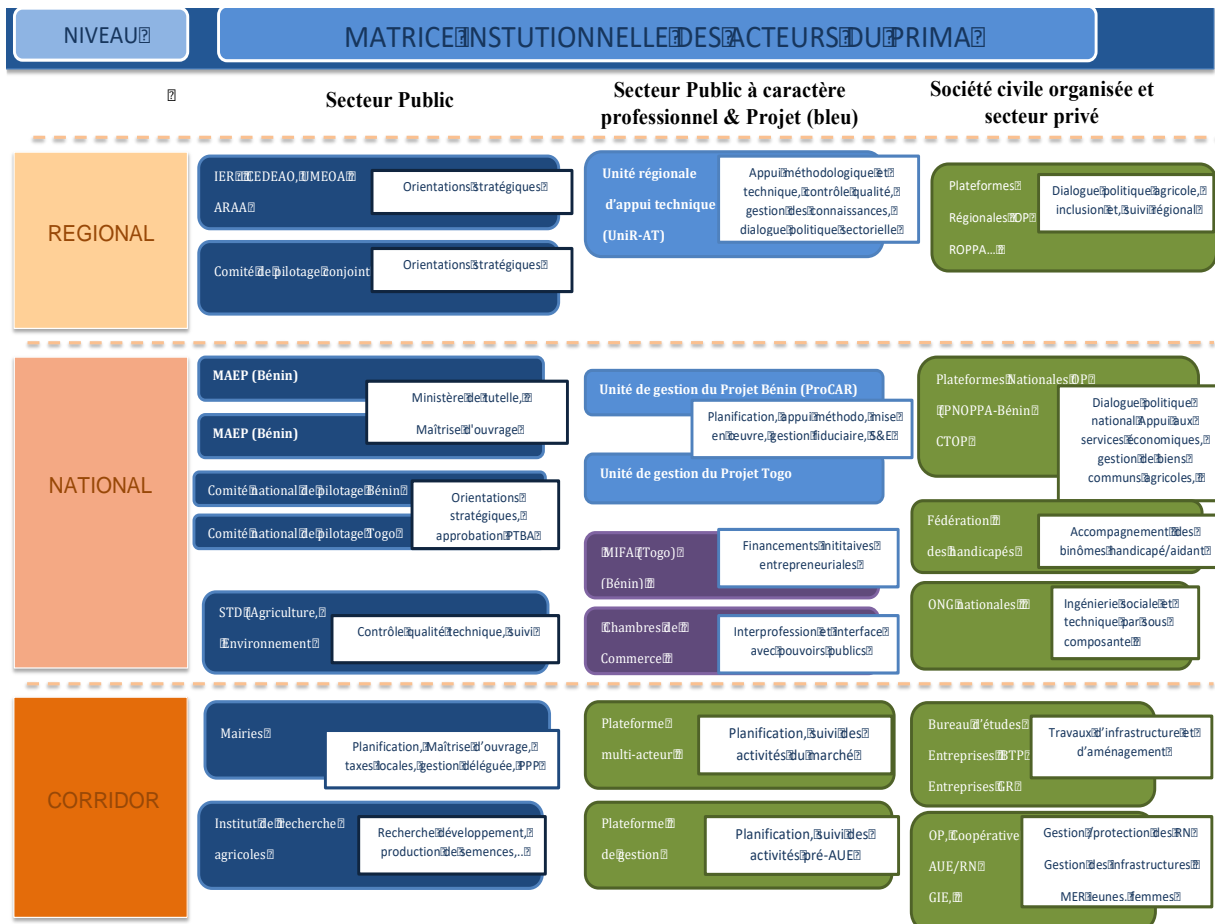 NIVEAU
MATRICE INSTUTIONNELLE DES ACTEURS DU PRIMA
Secteur Public
Secteur Public à caractère
professionnel & Projet (bleu)
Société civile organisée et
secteur privé
REGIONAL
IER CEDEAO, UMEOA
ARAA
Orientations stratégiques
Comité de pilotage conjoint
Orientations stratégiques
Unité régionale
d'appui technique
(UniR-AT)
Appui méthodologique et
technique, contrôle qualité,
gestion des connaissances,
dialogue politique sectorielle
Plateformes
Régionales OP
ROPPA...
Dialogue politique agricole,
inclusion et, suivi régional
NATIONAL
MAEP (Bénin)
MAEP (Bénin)
Ministère de tutelle,
Maîtrise d'ouvrage
Comité national de pilotage Bénin
Comité national de pilotage Togo
Orientations
stratégiques,
approbation PTBA
STD (Agriculture,
Environnement
Contrôle qualité technique, suivi
Unité de gestion du Projet Bénin (ProCAR)
Planification, appui méthodo, mise
en œuvre, gestion fiduciaire, S&E
Unité de gestion du Projet Togo
MIFA (Togo)
(Bénin)
Financements inititaives
entrepreneuriales
Chambres de
Commerce
Interprofession et interface
avec pouvoirs publics
Plateformes Nationales OP
(PNOPPA-Bénin
CTOP
Dialogue politique
national Appui aux
services économiques,
gestion de biens
communs agricoles,
Fédération
des handicapés
Accompagnement des
binômes handicapé/aidant
ONG nationales
Ingénierie sociale et
technique par sous
composante
CORRIDOR
Mairies
Planification, Maîtrise d'ouvrage,
taxes locales, gestion déléguée, PPP
Institut de recherche
agricoles
Recherche développement,
production de semences,..
Plateforme
multi-acteur
Planification, suivi des
activités du marché
Plateforme
de gestion
Planification, suivi des
activités pré-AUE
Bureau d'études
Entreprises BTP
Entreprises GR
Travaux d'infrastructure et
d'aménagement
OP, Coopérative
AUE/RN
GIE,
Gestion /protection des RN
Gestion des infrastructures
MER jeunes. femmes